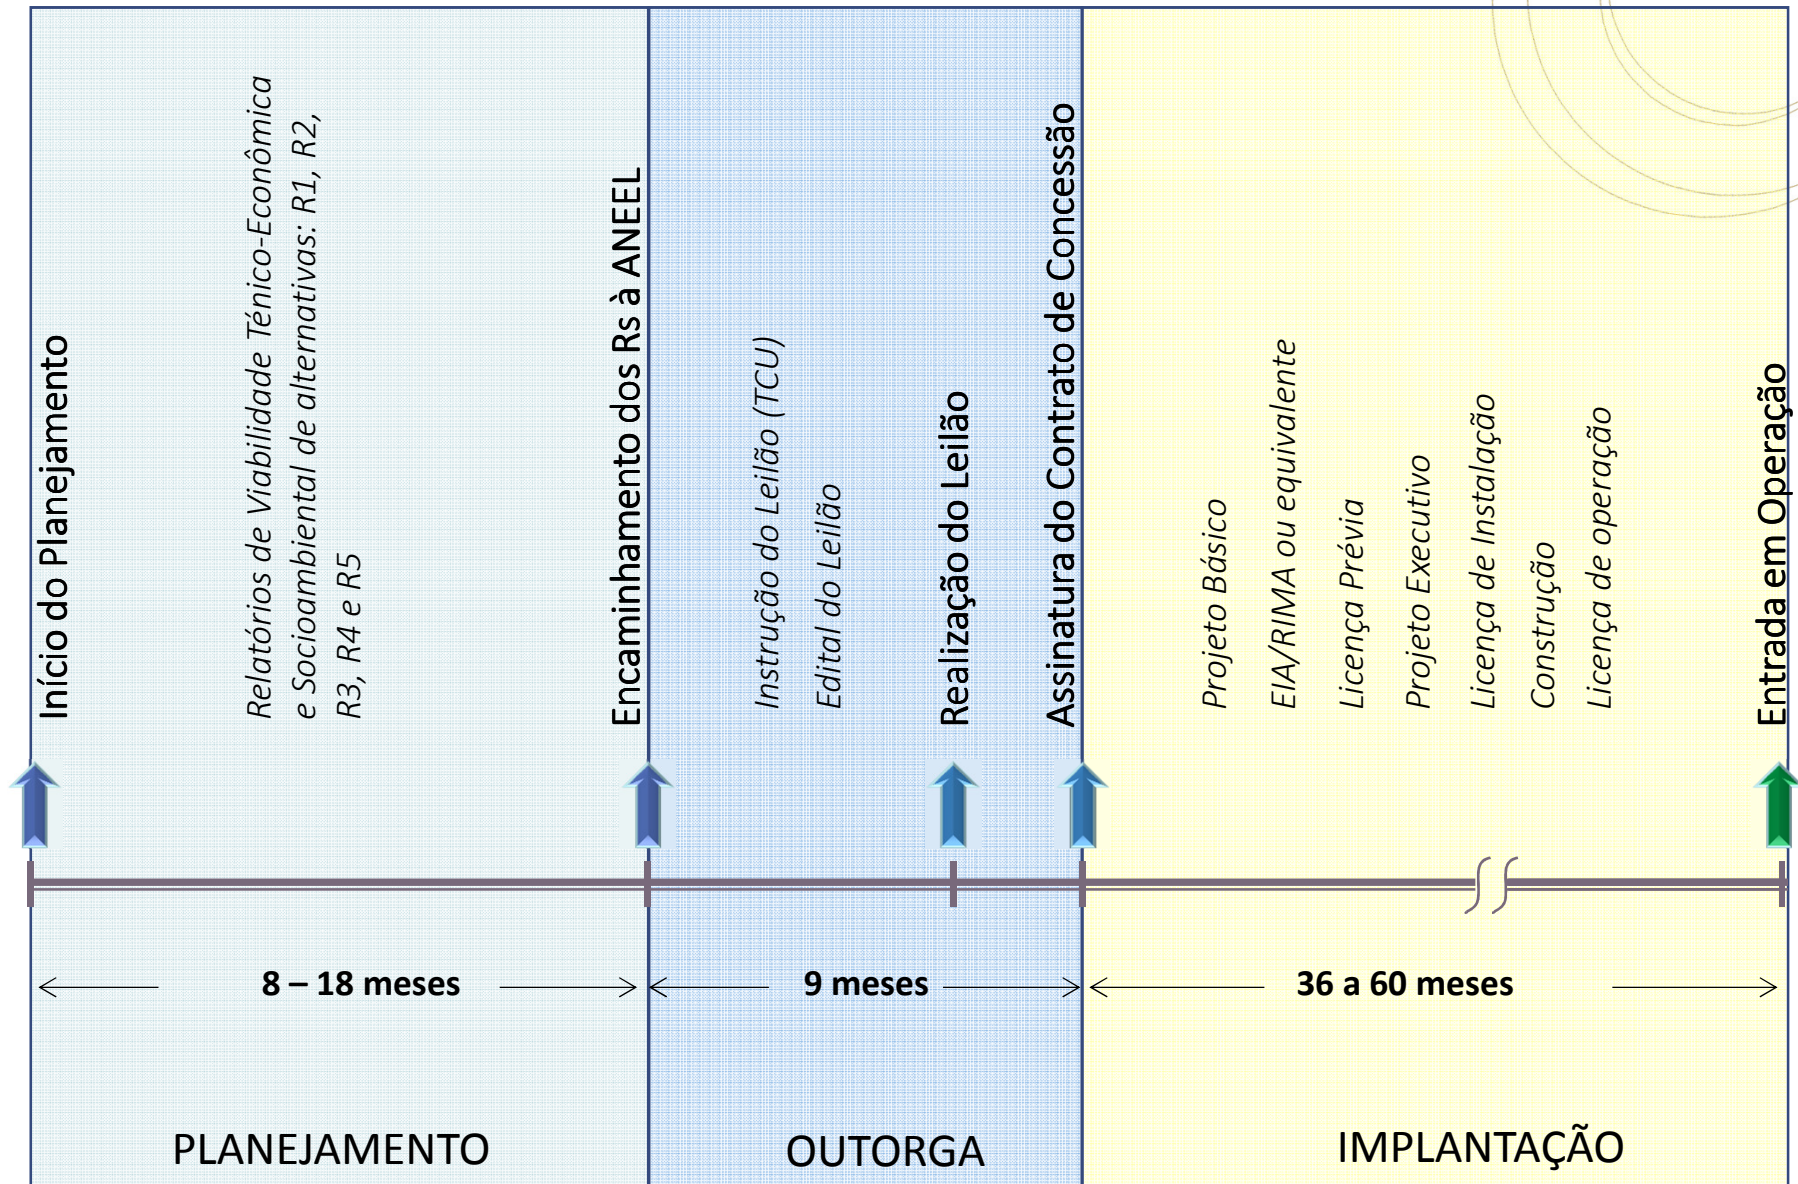 Início do Planejamento
Relatórios de Viabilidade Ténico-Econômica
e Socioambiental de alternativas: R1, R2,
R3, R4 e R5
Encaminhamento dos Rs à ANEEL
Instrução do Leilão (TCU)
Edital do Leilão
Realização do Leilão
Assinatura do Contrato de Concessão
Projeto Básico
EIA/RIMA ou equivalente
Licença Prévia
Projeto Executivo
Licença de Instalação
Construção
Licença de operação
Entrada em Operação
8 – 18 meses
9 meses
36 a 60 meses
PLANEJAMENTO
OUTORGA
IMPLANTAÇÃO